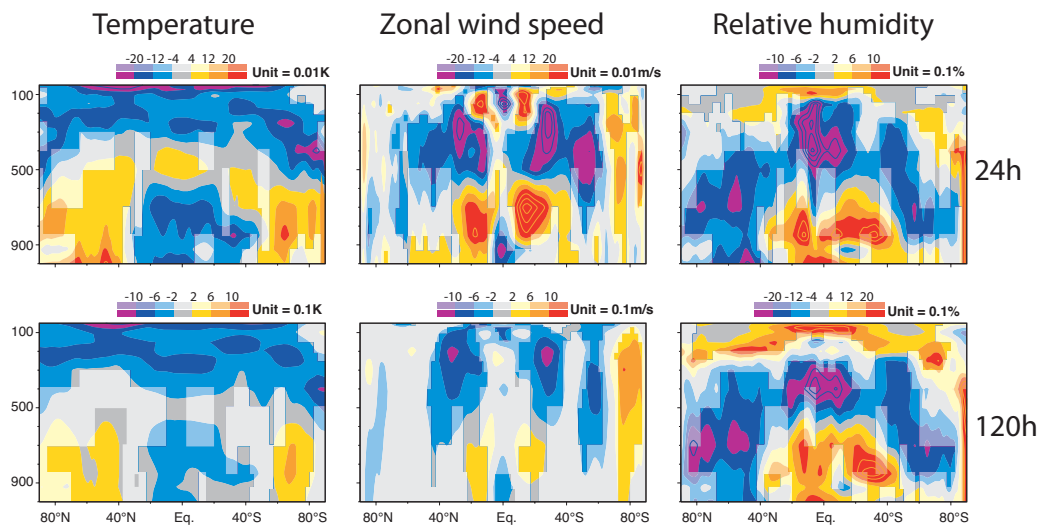 Temperature
Zonal wind speed
Relative humidity
-20 -12 -4 4 12 20
Unit = 0.01K
-20 -12 -4 4 12 20
Unit = 0.01m/s
-10 -6 -2 2 6 10
Unit = 0.1%
100
500
900
24h
-10 -6 -2 2 6 10
Unit = 0.1K
-10 -6 -2 2 6 10
Unit = 0.1m/s
-20 -12 -4 4 12 20
Unit = 0.1%
100
500
900
120h
80°N 40°N Eq. 40°S 80°S
80°N 40°N Eq. 40°S 80°S
80°N 40°N Eq. 40°S 80°S